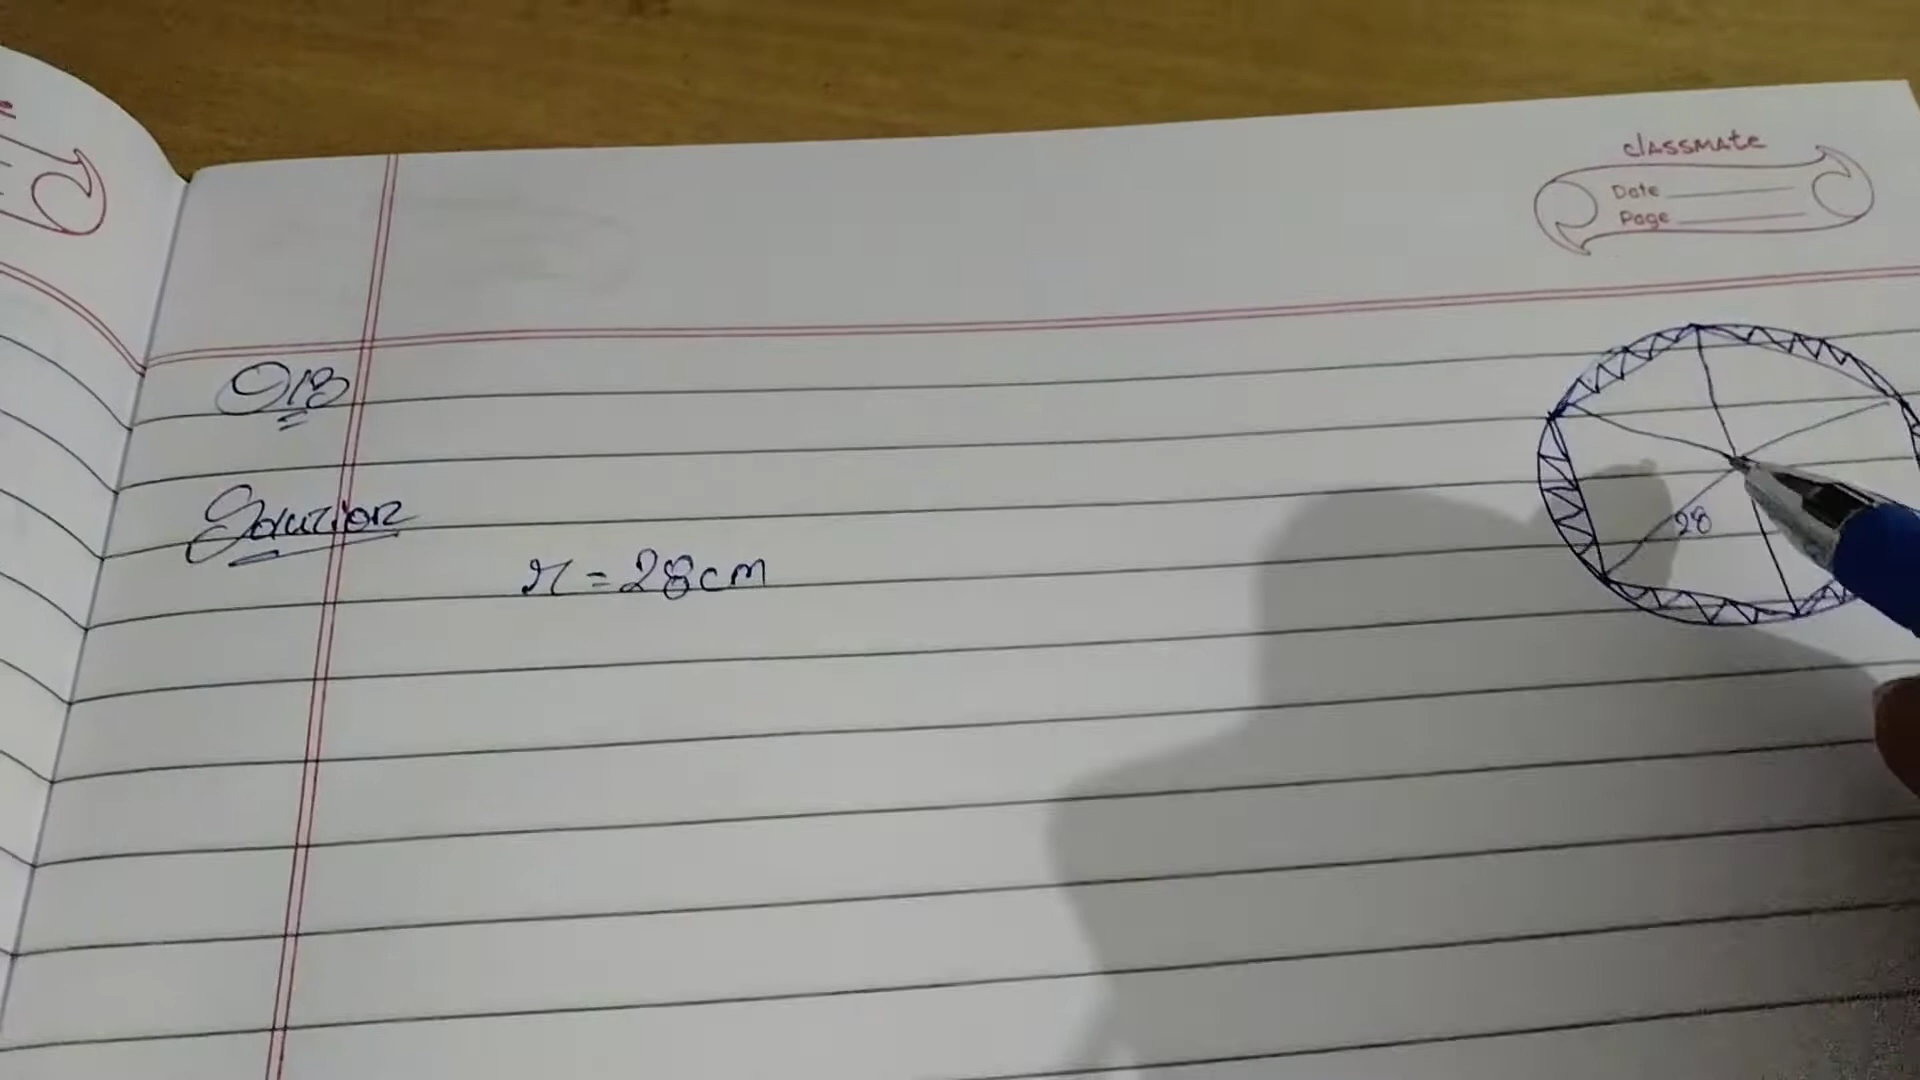 classmate
Date
Page
Q13
Solution
r = 28cm
28